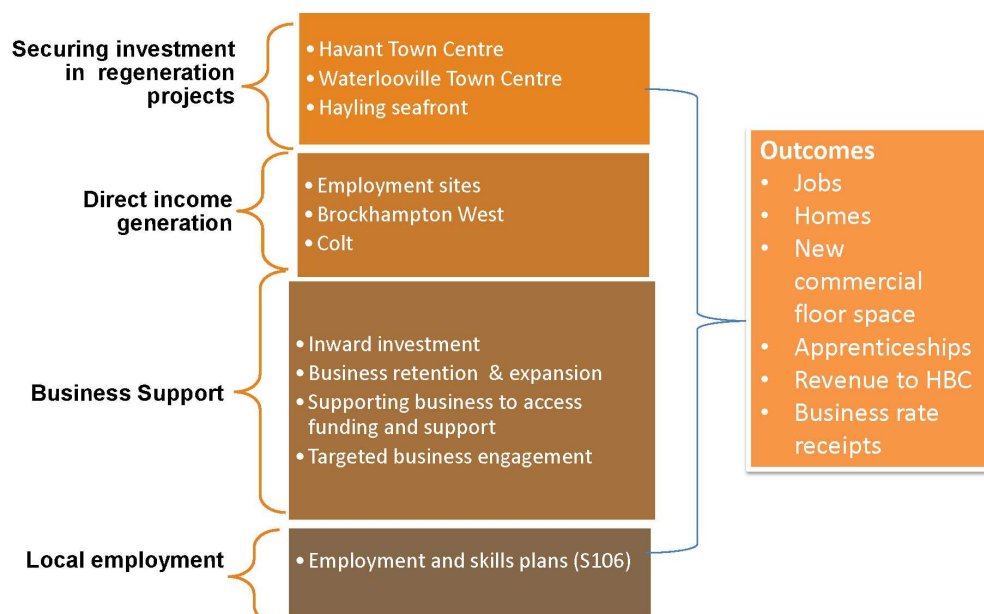 Securing investment
in regeneration
projects
• Havant Town Centre
• Waterlooville Town Centre
• Hayling seafront
Direct income
generation
• Employment sites
• Brockhampton West
• Colt
Business Support
• Inward investment
• Business retention & expansion
• Supporting business to access
funding and support
• Targeted business engagement
Local employment
• Employment and skills plans (S106)
Outcomes
• Jobs
• Homes
• New
commercial
floor space
• Apprenticeships
• Revenue to HBC
• Business rate
receipts